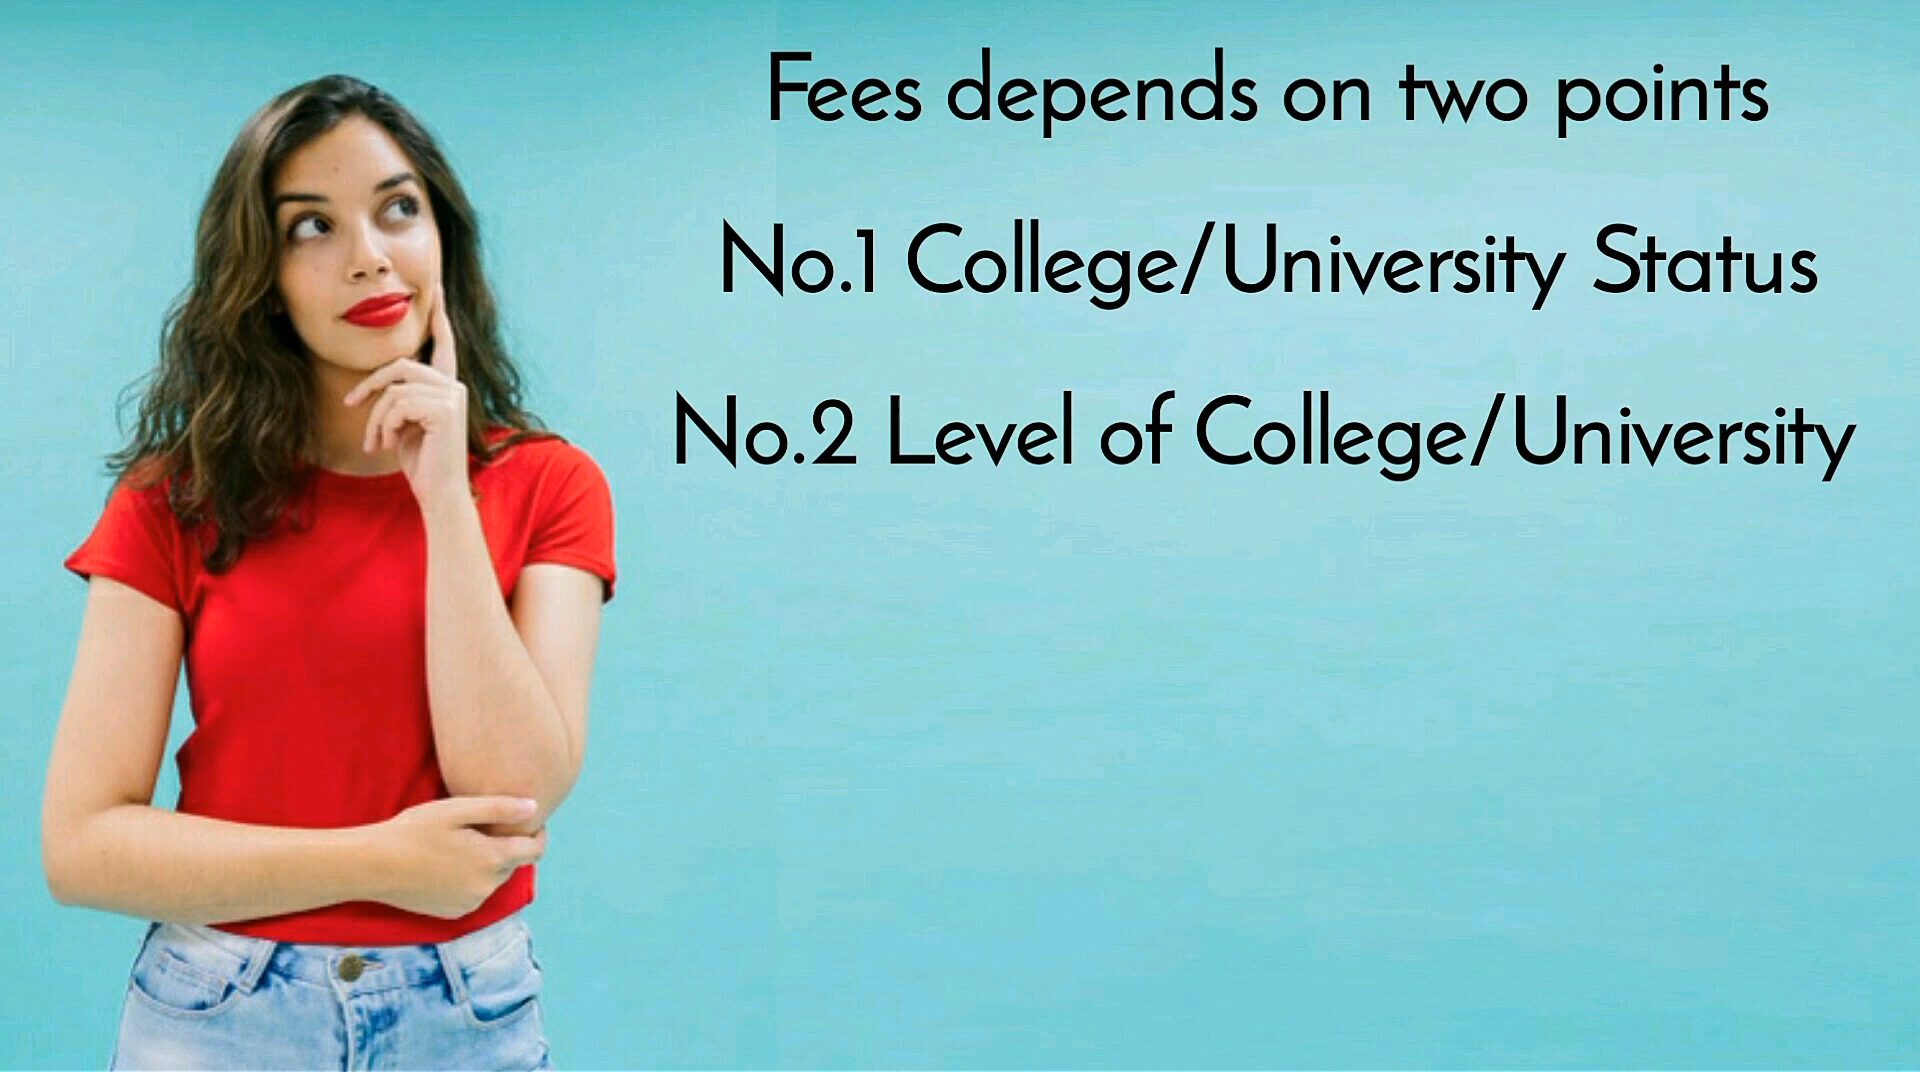 Fees depends on two points
No.1 College/University Status
No.2 Level of College/University